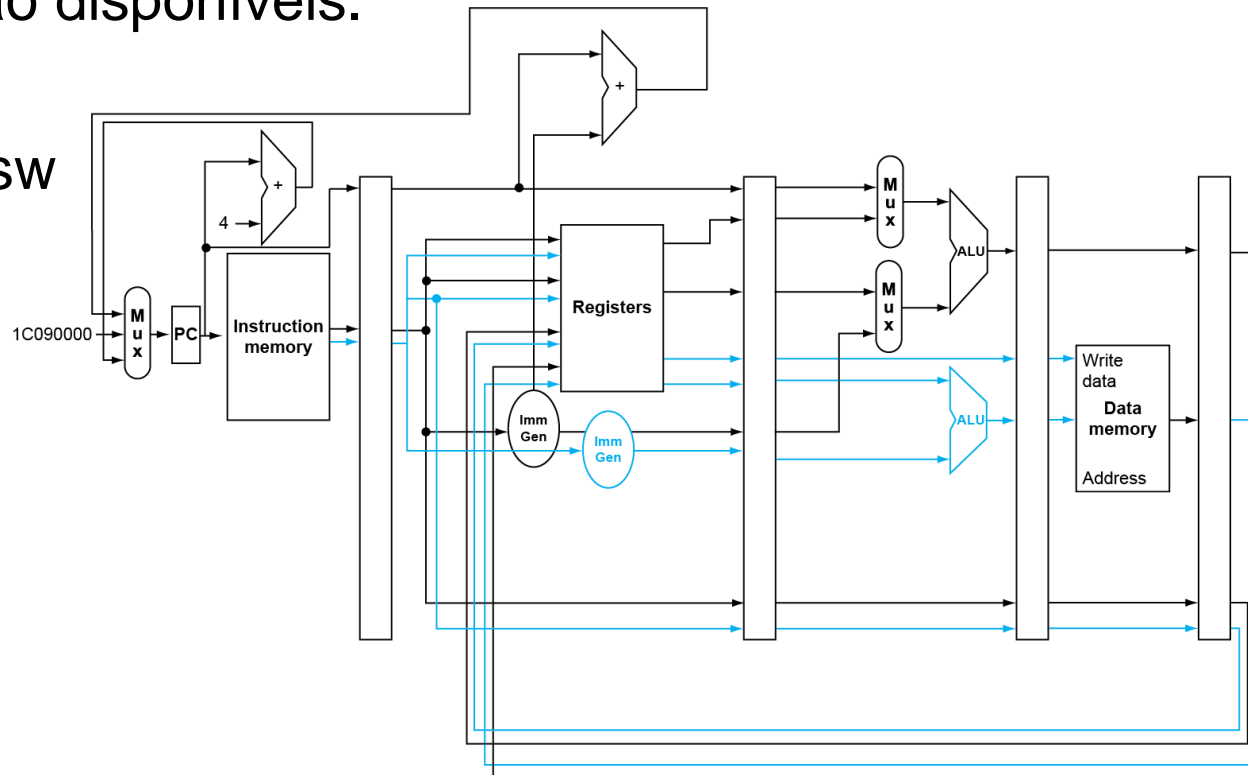 disponíveis.
sw
+
+
4
M
u
x
ALU
M
u
x
Registers
1C090000
M
u
x
PC
Instruction
memory
Imm
Gen
Imm
Gen
ALU
Write
data
Data
memory
Address